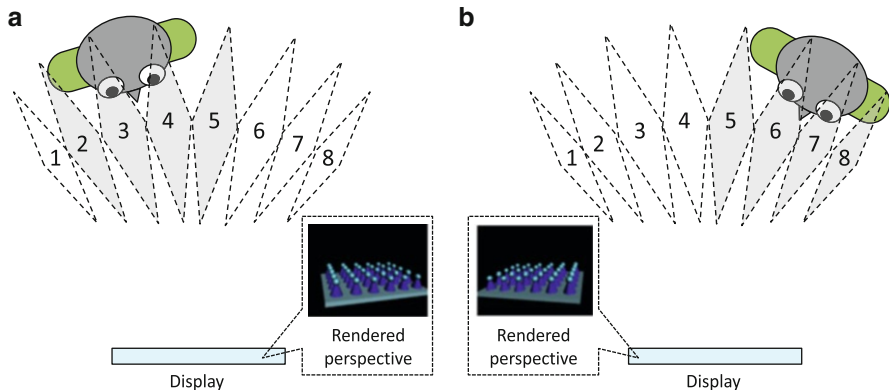 a
1 2 3 4 5 6 7 8
Rendered
perspective
Display
b
1 2 3 4 5 6 7 8
Rendered
perspective
Display